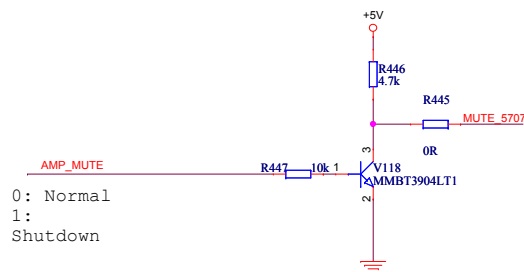 +5V
R446
4.7k
R445
MUTE_5707
0R
AMP_MUTE
R447 10k 1
3
V118
MMBT3904LT1
2
0: Normal
1:
Shutdown